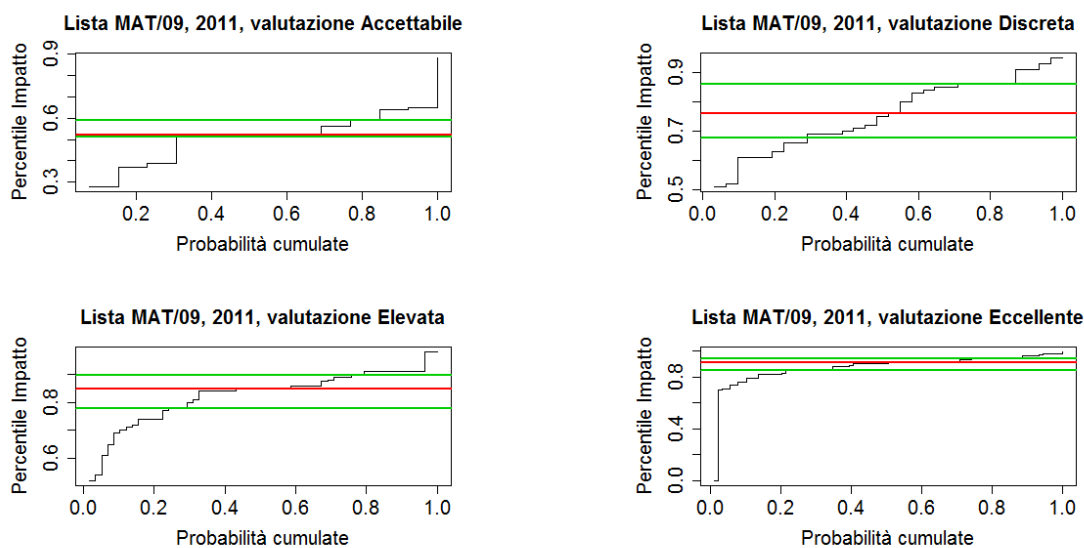 Lista MAT/09, 2011, valutazione Accettabile
Percentile Impatto
0.3
0.6
0.9
0.2
0.4
0.6
0.8
1.0
Probabilità cumulate
Lista MAT/09, 2011, valutazione Discreta
Percentile Impatto
0.5
0.7
0.9
0.0
0.2
0.4
0.6
0.8
1.0
Probabilità cumulate
Lista MAT/09, 2011, valutazione Elevata
Percentile Impatto
0.6
0.8
0.0
0.2
0.4
0.6
0.8
1.0
Probabilità cumulate
Lista MAT/09, 2011, valutazione Eccellente
Percentile Impatto
0.0
0.4
0.8
0.0
0.2
0.4
0.6
0.8
1.0
Probabilità cumulate